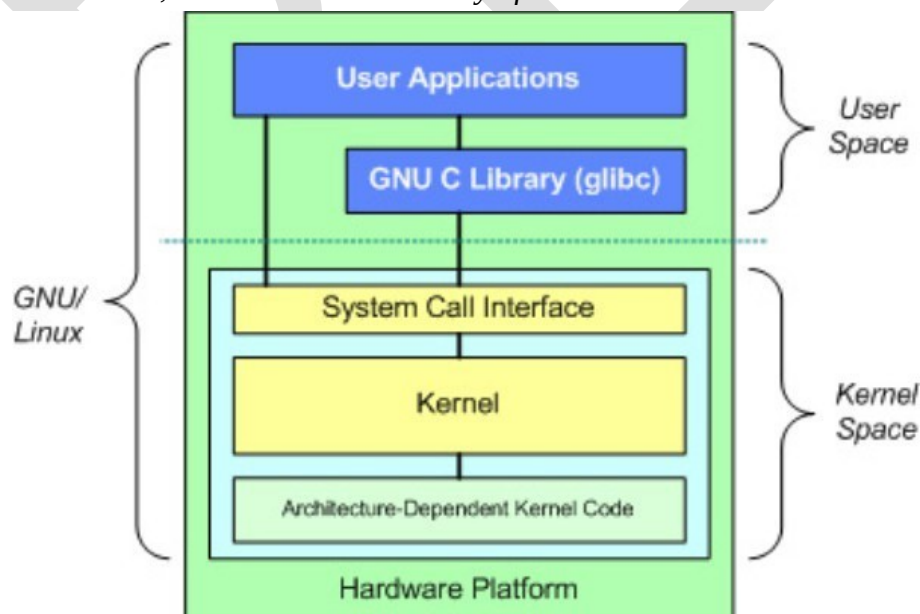 User Applications
GNU C Library (glibc)
User
Space
GNU/
Linux
System Call Interface
Kernel
Architecture-Dependent Kernel Code
Kernel
Space
Hardware Platform